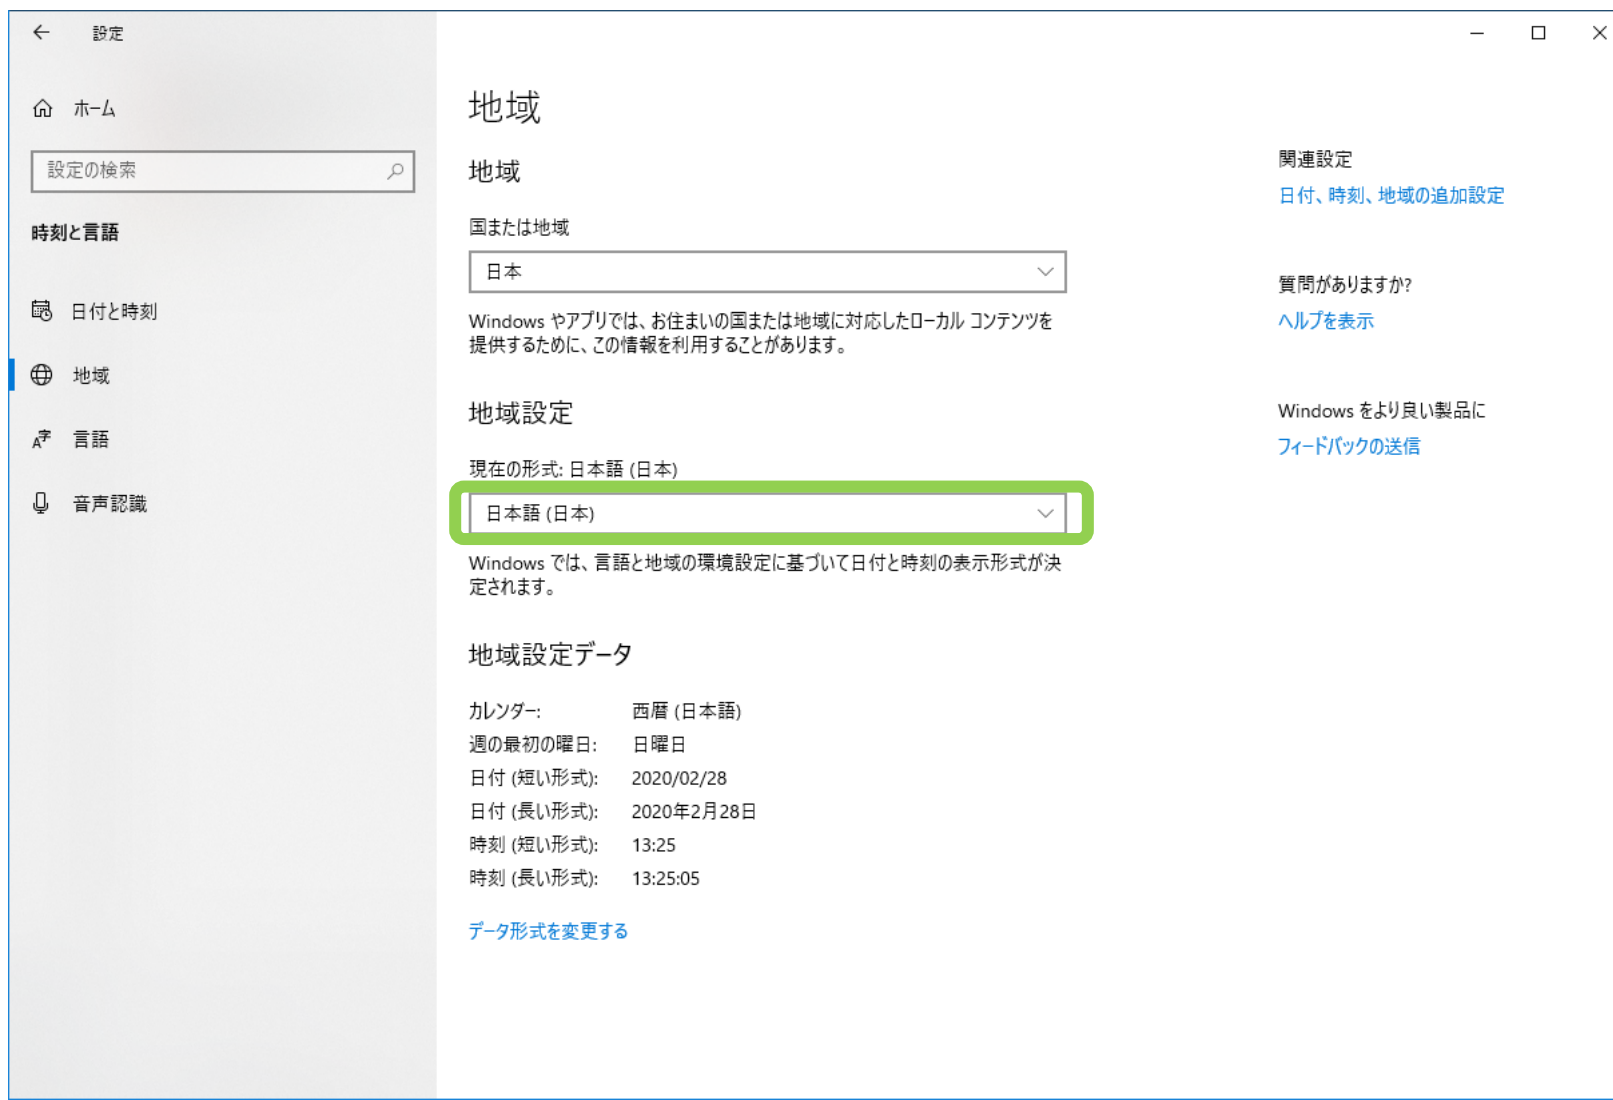 設定
ホーム
設定の検索
時刻と言語
日付と時刻
地域
言語
音声認識
地域
地域
国または地域
日本
Windows やアプリでは、お住まいの国または地域に対応したローカル コンテンツを
提供するために、この情報を利用することがあります。
地域設定
現在の形式: 日本語 (日本)
日本語 (日本)
Windows では、言語と地域の環境設定に基づいて日付と時刻の表示形式が決
定されます。
地域設定データ
カレンダー: 西暦 (日本語)
週の最初の曜日: 日曜日
日付 (短い形式): 2020/02/28
日付 (長い形式): 2020年2月28日
時刻 (短い形式): 13:25
時刻 (長い形式): 13:25:05
データ形式を変更する
関連設定
日付、時刻、地域の追加設定
質問がありますか?
ヘルプを表示
Windows をより良い製品に
フィードバックの送信